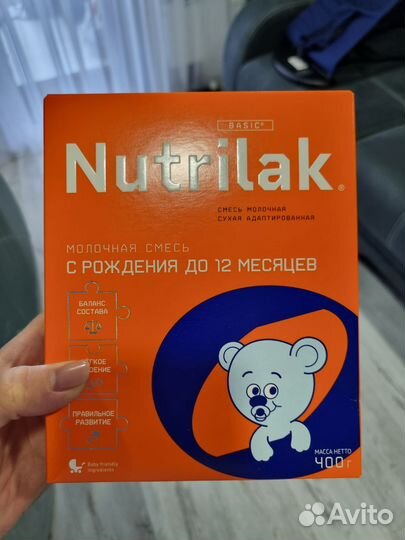 BASIC®
Nutrilak®
СМЕСЬ МОЛОЧНАЯ
СУХАЯ АДАПТИРОВАННАЯ
МОЛОЧНАЯ СМЕСЬ
С РОЖДЕНИЯ ДО 12 МЕСЯЦЕВ
БАЛАНС
СОСТАВА
ПРАВИЛЬНОЕ
РАЗВИТИЕ
Baby friendly
ingredients
МАССА НЕТТО
400 г
Avito